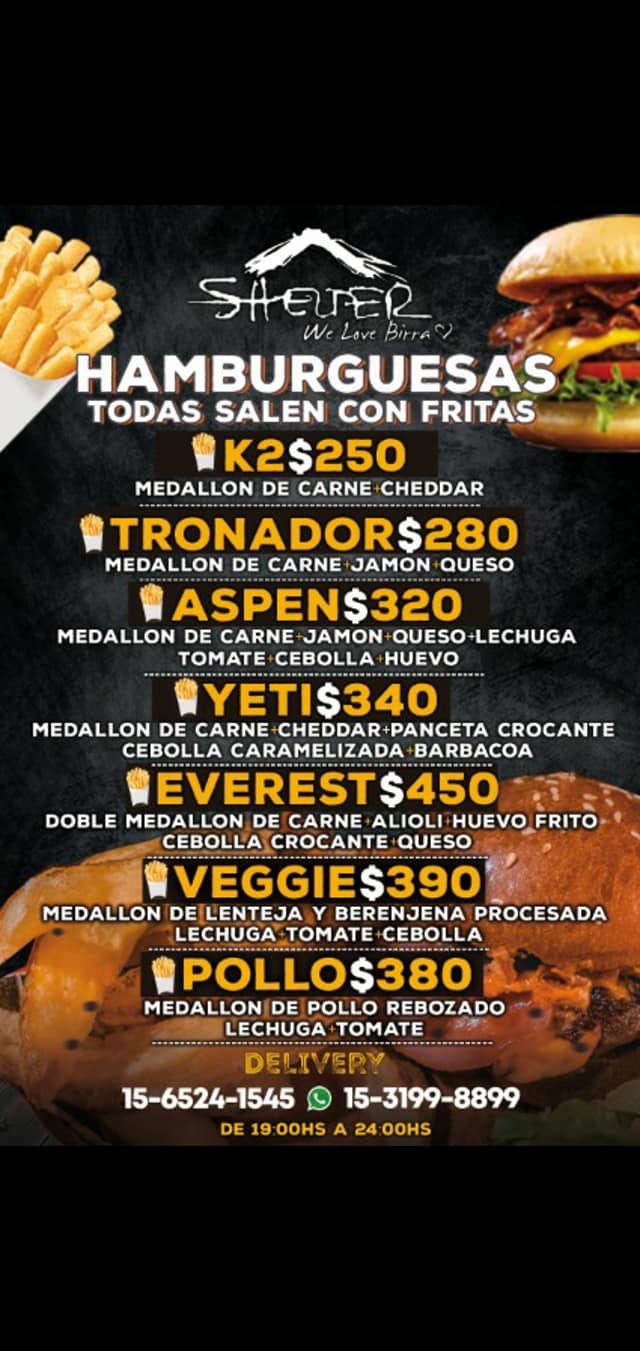 SHELTER
We Love Birra
HAMBURGUESAS
TODAS SALEN CON FRITAS
K2$250
MEDALLON DE CARNE+CHEDDAR
TRONADOR$280
MEDALLON DE CARNE+JAMON+QUESO
ASPEN$320
MEDALLON DE CARNE+JAMON+QUESO+LECHUGA
TOMATE+CEBOLLA+HUEVO
YETI$340
MEDALLON DE CARNE+CHEDDAR+PANCETA CROCANTE
CEBOLLA CARAMELIZADA+BARBACOA
EVEREST$450
DOBLE MEDALLON DE CARNE+ALIOLI+HUEVO FRITO
CEBOLLA CROCANTE+QUESO
VEGGIE$390
MEDALLON DE LENTEJA Y BERENJENA PROCESADA
LECHUGA+TOMATE+CEBOLLA
POLLO$380
MEDALLON DE POLLO REBOZADO
LECHUGA+TOMATE
DELIVERY
15-6524-1545 15-3199-8899
DE 19:00HS A 24:00HS